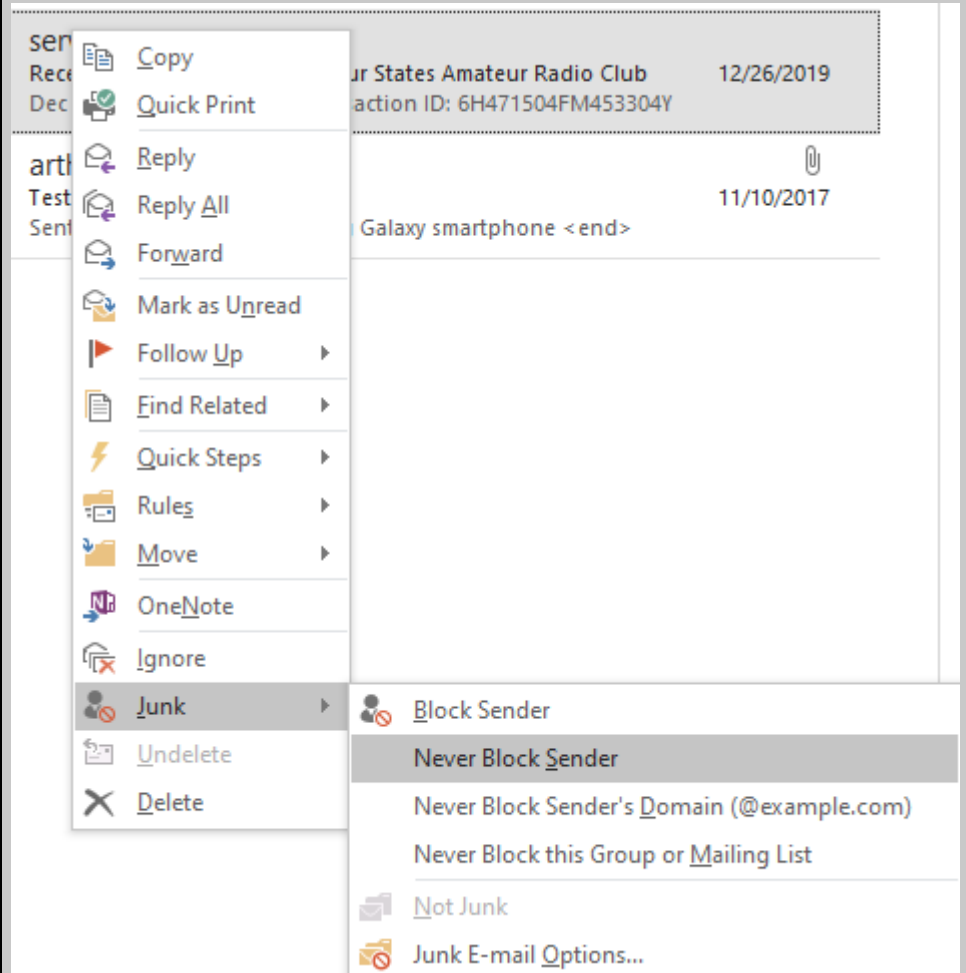 Copy
Quick Print
Reply
Reply All
Forward
Mark as Unread
Follow Up
Find Related
Quick Steps
Rules
Move
OneNote
Ignore
Junk
Undelete
Delete
States Amateur Radio Club 12/26/2019
ID: 6H471504FM453304Y
Test 11/10/2017
Galaxy smartphone <end>
Block Sender
Never Block Sender
Never Block Sender's Domain (@example.com)
Never Block this Group or Mailing List
Not Junk
Junk E-mail Options...